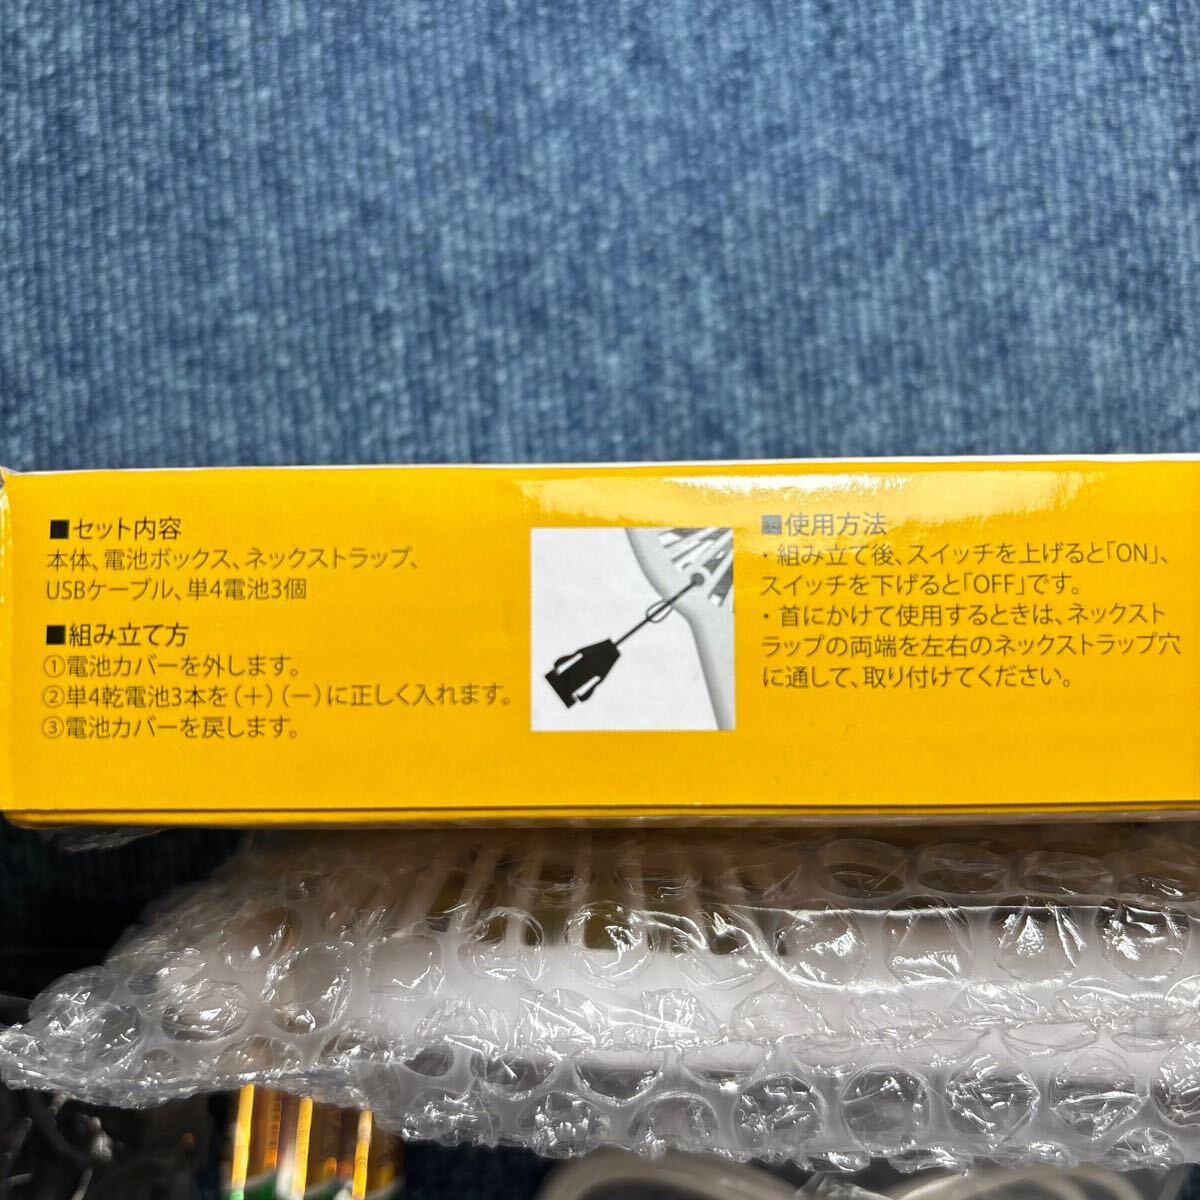 ■セット内容
本体、電池ボックス、ネックストラップ、
USBケーブル、単4電池3個
■組み立て方
①電池カバーを外します。
②単4乾電池3本を(+)(−)に正しく入れます。
③電池カバーを戻します。
■使用方法
・組み立て後、スイッチを上げると「ON」、
スイッチを下げると「OFF」です。
・首にかけて使用するときは、ネックスト
ラップの両端を左右のネックストラップ穴
に通して、取り付けてください。